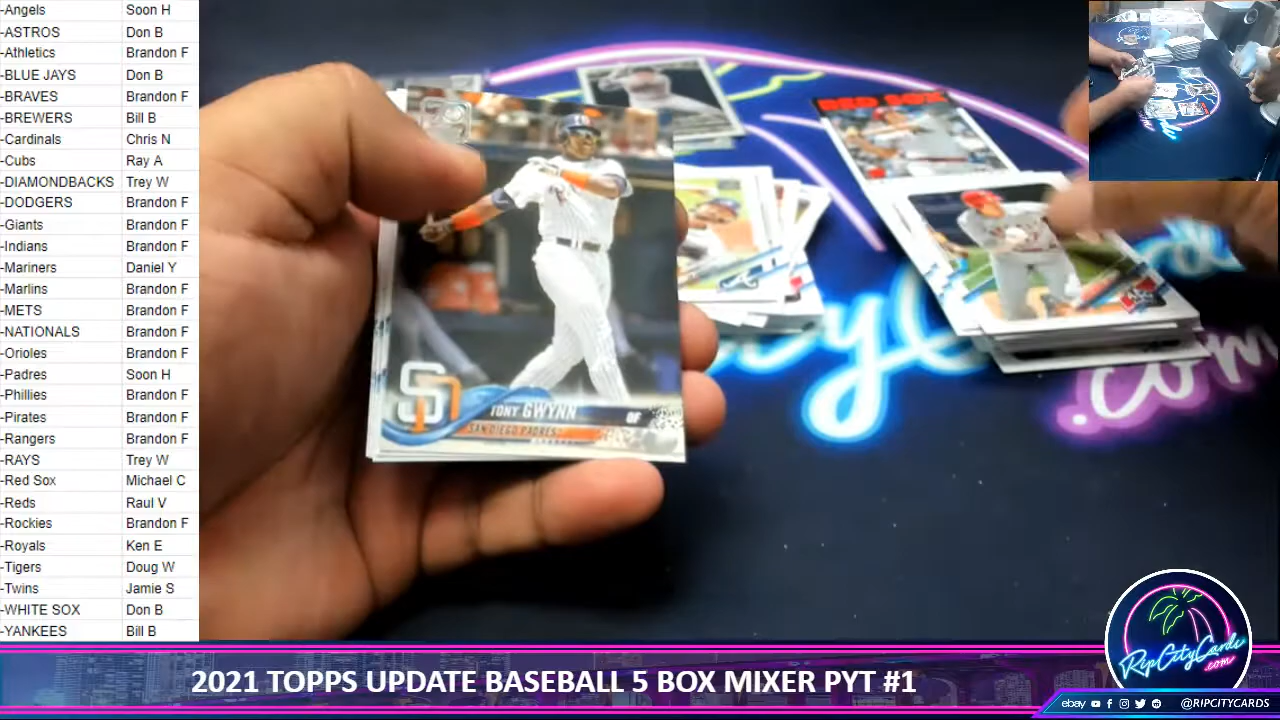 -Angels Soon H
-ASTROS Don B
-Athletics Brandon F
-BLUE JAYS Don B
-BRAVES Brandon F
-BREWERS Bill B
-Cardinals Chris N
-Cubs Ray A
-DIAMONDBACKS Trey W
-DODGERS Brandon F
-Giants Brandon F
-Indians Brandon F
-Mariners Daniel Y
-Marlins Brandon F
-METS Brandon F
-NATIONALS Brandon F
-Orioles Brandon F
-Padres Soon H
-Phillies Brandon F
-Pirates Brandon F
-Rangers Brandon F
-RAYS Trey W
-Red Sox Michael C
-Reds Raul V
-Rockies Brandon F
-Royals Ken E
-Tigers Doug W
-Twins Jamie S
-WHITE SOX Don B
-YANKEES Bill B
RED SOX
SD
TONY GWYNN OF
SAN DIEGO PADRES
.com
RipCityCards
.com
2021 TOPPS UPDATE BASEBALL 5 BOX MIXER PYT #1
ebay @RIPCITYCARDS